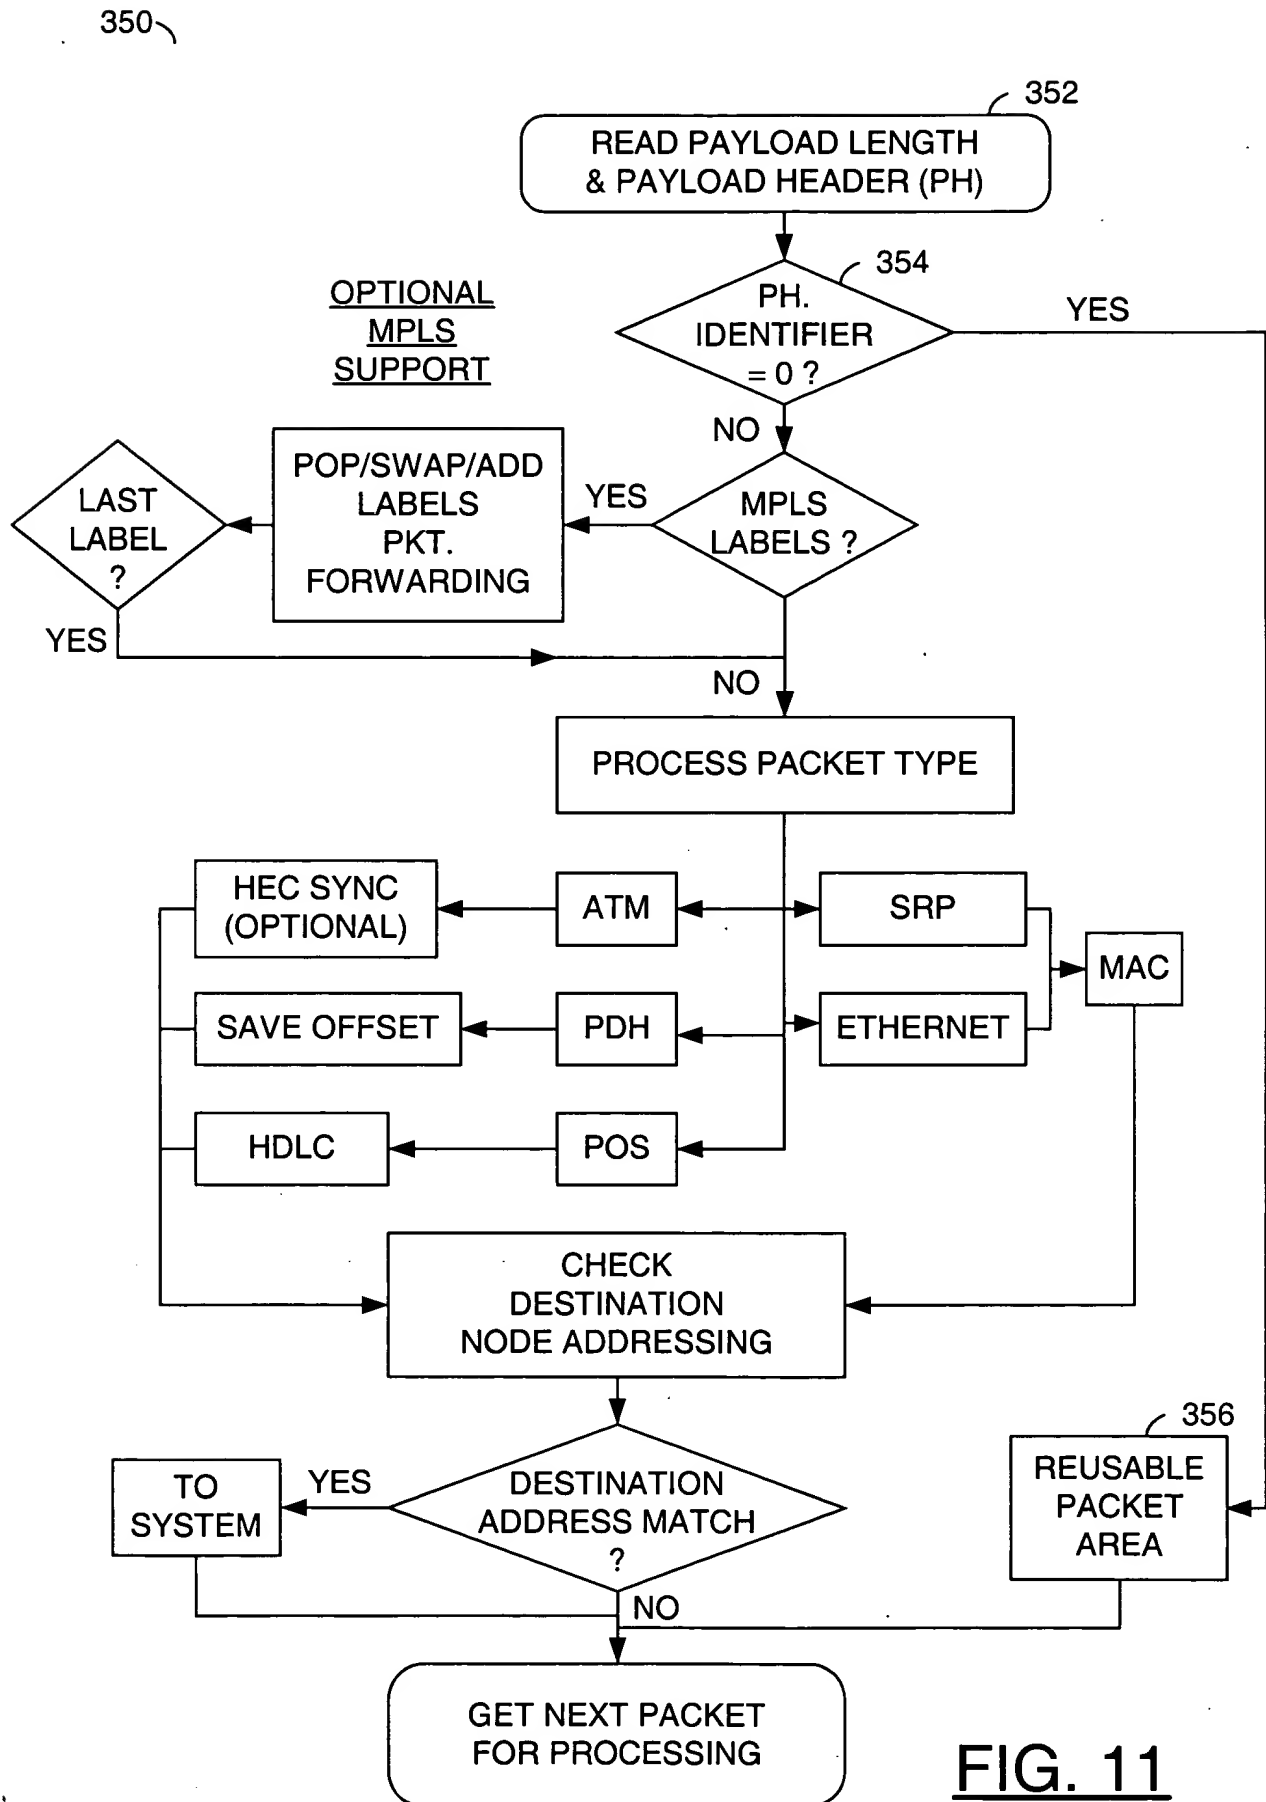 350
352
READ PAYLOAD LENGTH
& PAYLOAD HEADER (PH)
354
PH.
IDENTIFIER
= 0 ?
YES
OPTIONAL
MPLS
SUPPORT
NO
LAST
LABEL
?
POP/SWAP/ADD
LABELS
PKT.
FORWARDING
YES
MPLS
LABELS ?
YES
NO
PROCESS PACKET TYPE
HEC SYNC
(OPTIONAL)
ATM
SRP
MAC
SAVE OFFSET
PDH
ETHERNET
HDLC
POS
CHECK
DESTINATION
NODE ADDRESSING
356
REUSABLE
PACKET
AREA
TO
SYSTEM
YES
DESTINATION
ADDRESS MATCH
?
NO
GET NEXT PACKET
FOR PROCESSING
FIG. 11